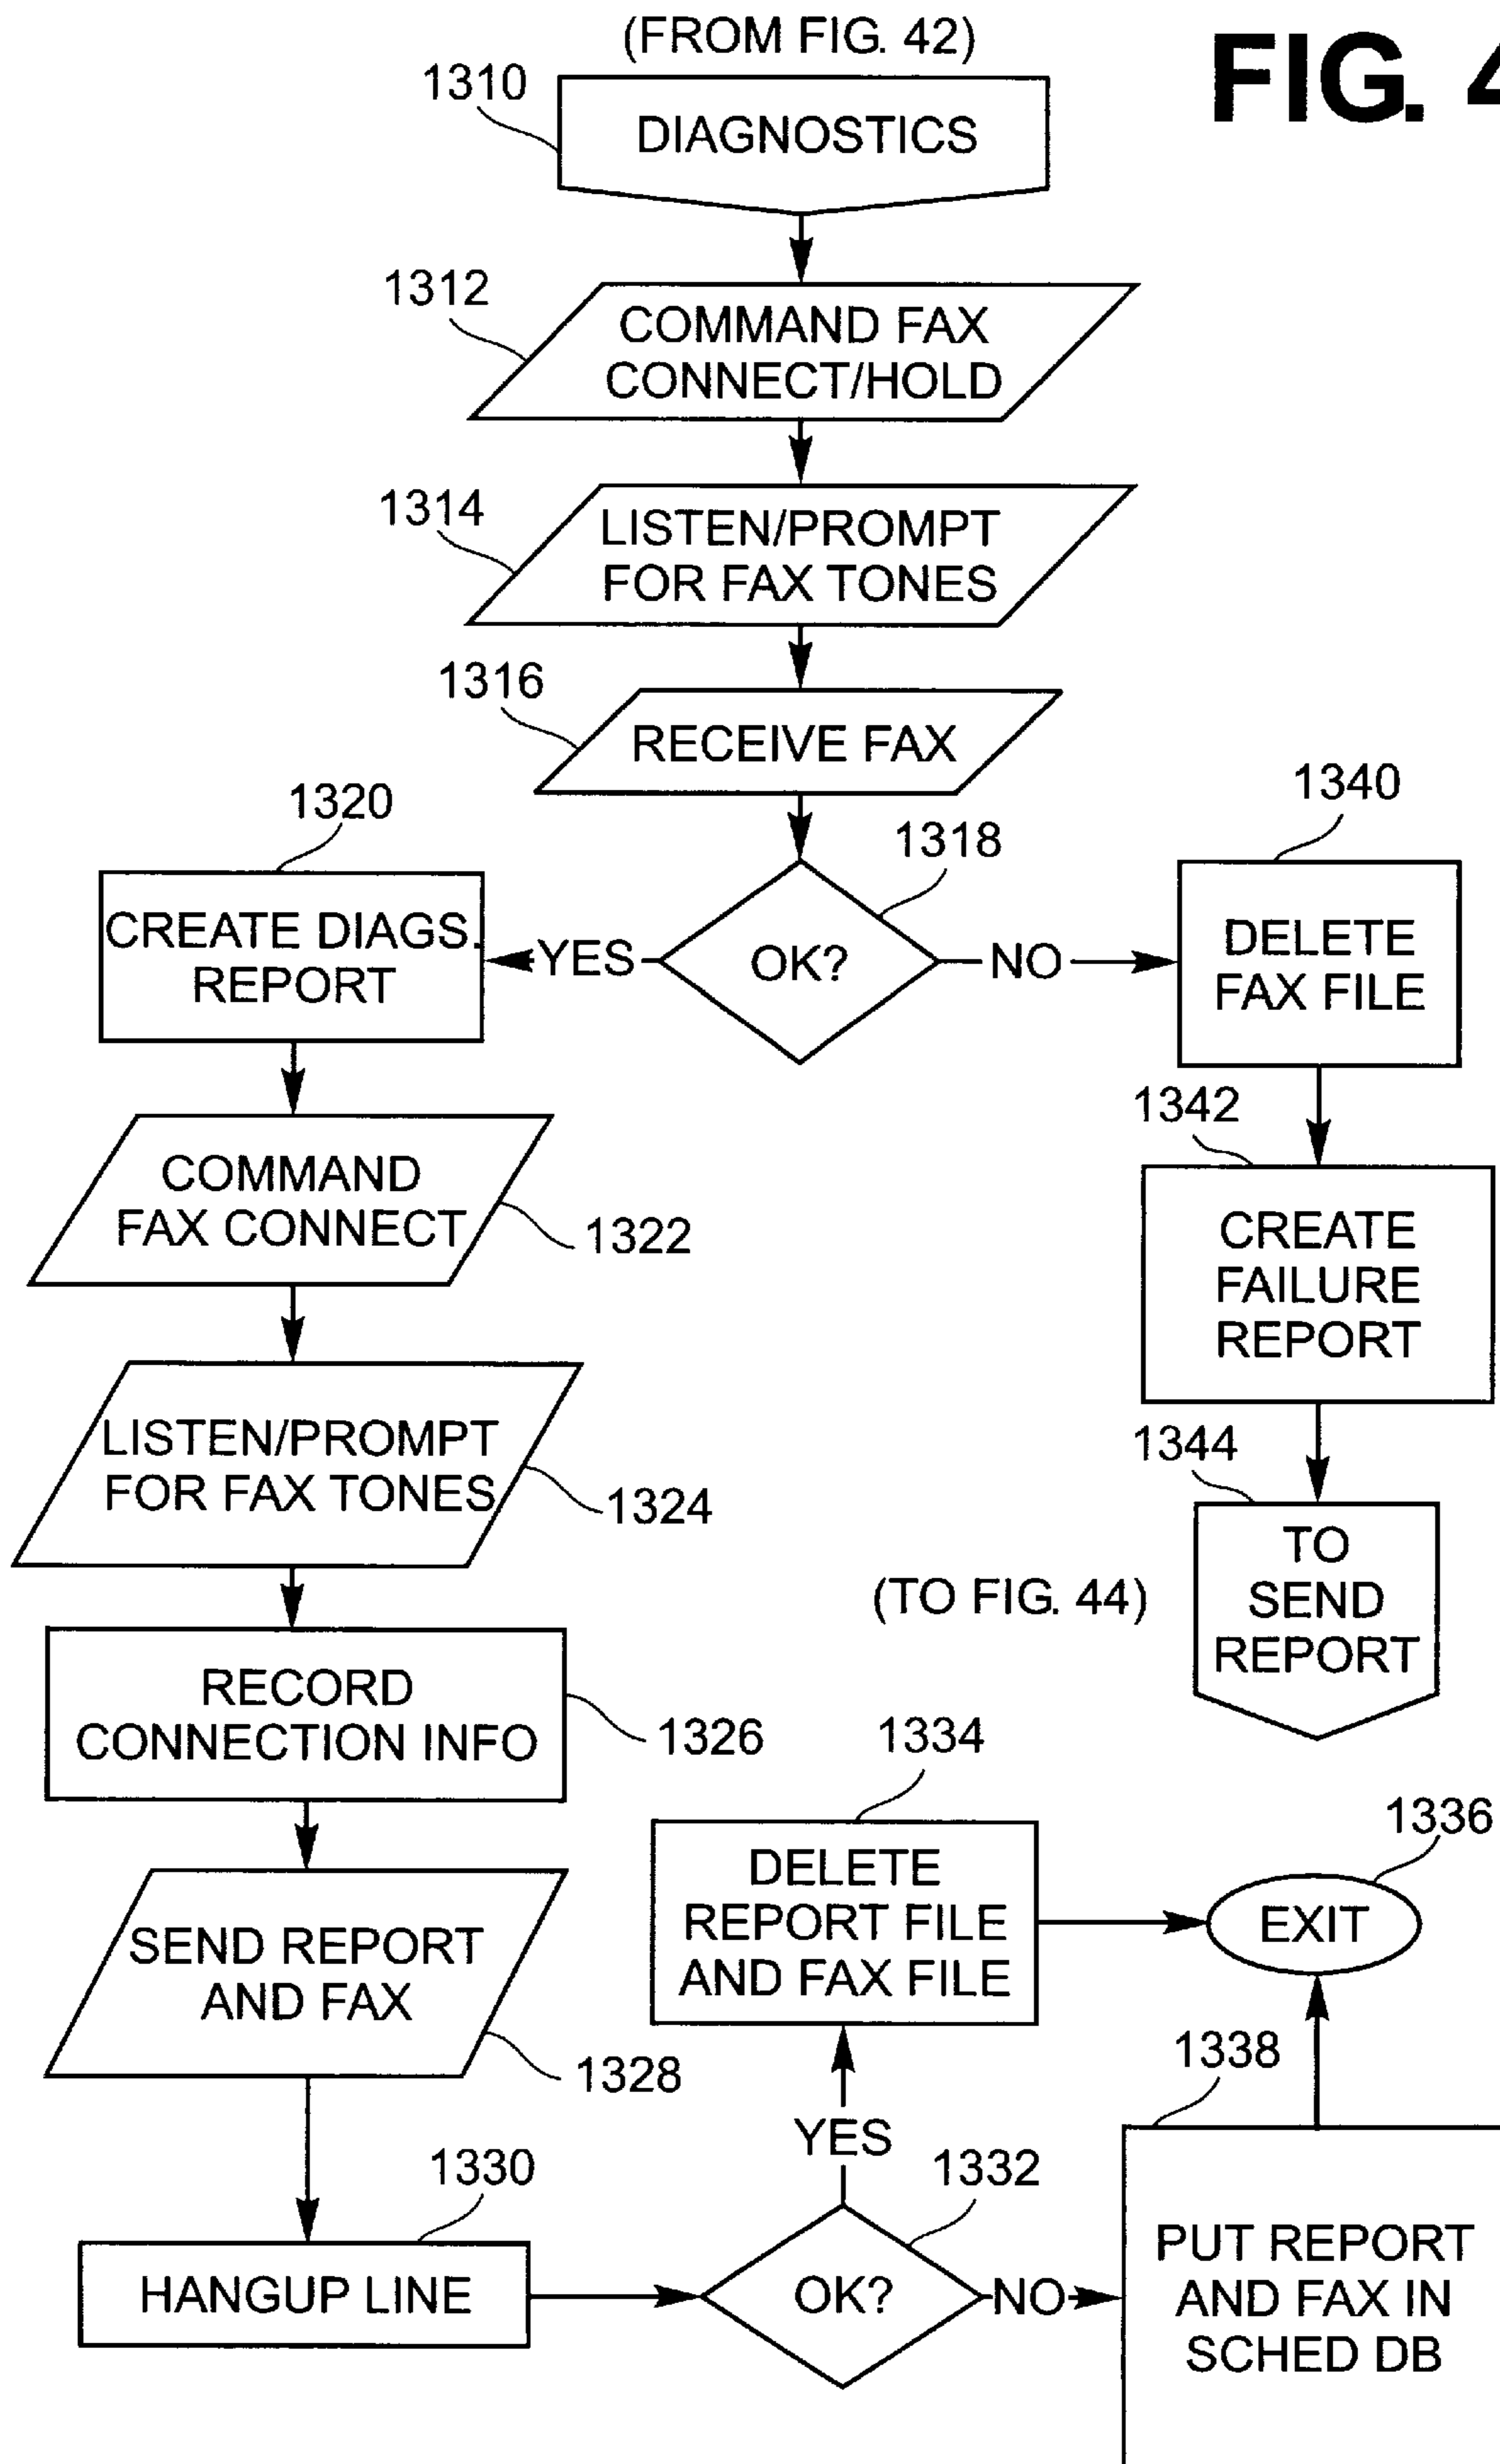 (FROM FIG. 42)
FIG. 4
1310
DIAGNOSTICS
1312
COMMAND FAX
CONNECT/HOLD
1314
LISTEN/PROMPT
FOR FAX TONES
1316
RECEIVE FAX
1320
1318
1340
CREATE DIAGS.
REPORT
YES
OK?
NO
DELETE
FAX FILE
1342
COMMAND
FAX CONNECT
1322
CREATE
FAILURE
REPORT
LISTEN/PROMPT
FOR FAX TONES
1324
1344
(TO FIG. 44)
TO
SEND
REPORT
RECORD
CONNECTION INFO
1326
1334
1336
DELETE
REPORT FILE
AND FAX FILE
EXIT
SEND REPORT
AND FAX
1328
1338
YES
1330
1332
HANGUP LINE
OK?
NO
PUT REPORT
AND FAX IN
SCHED DB